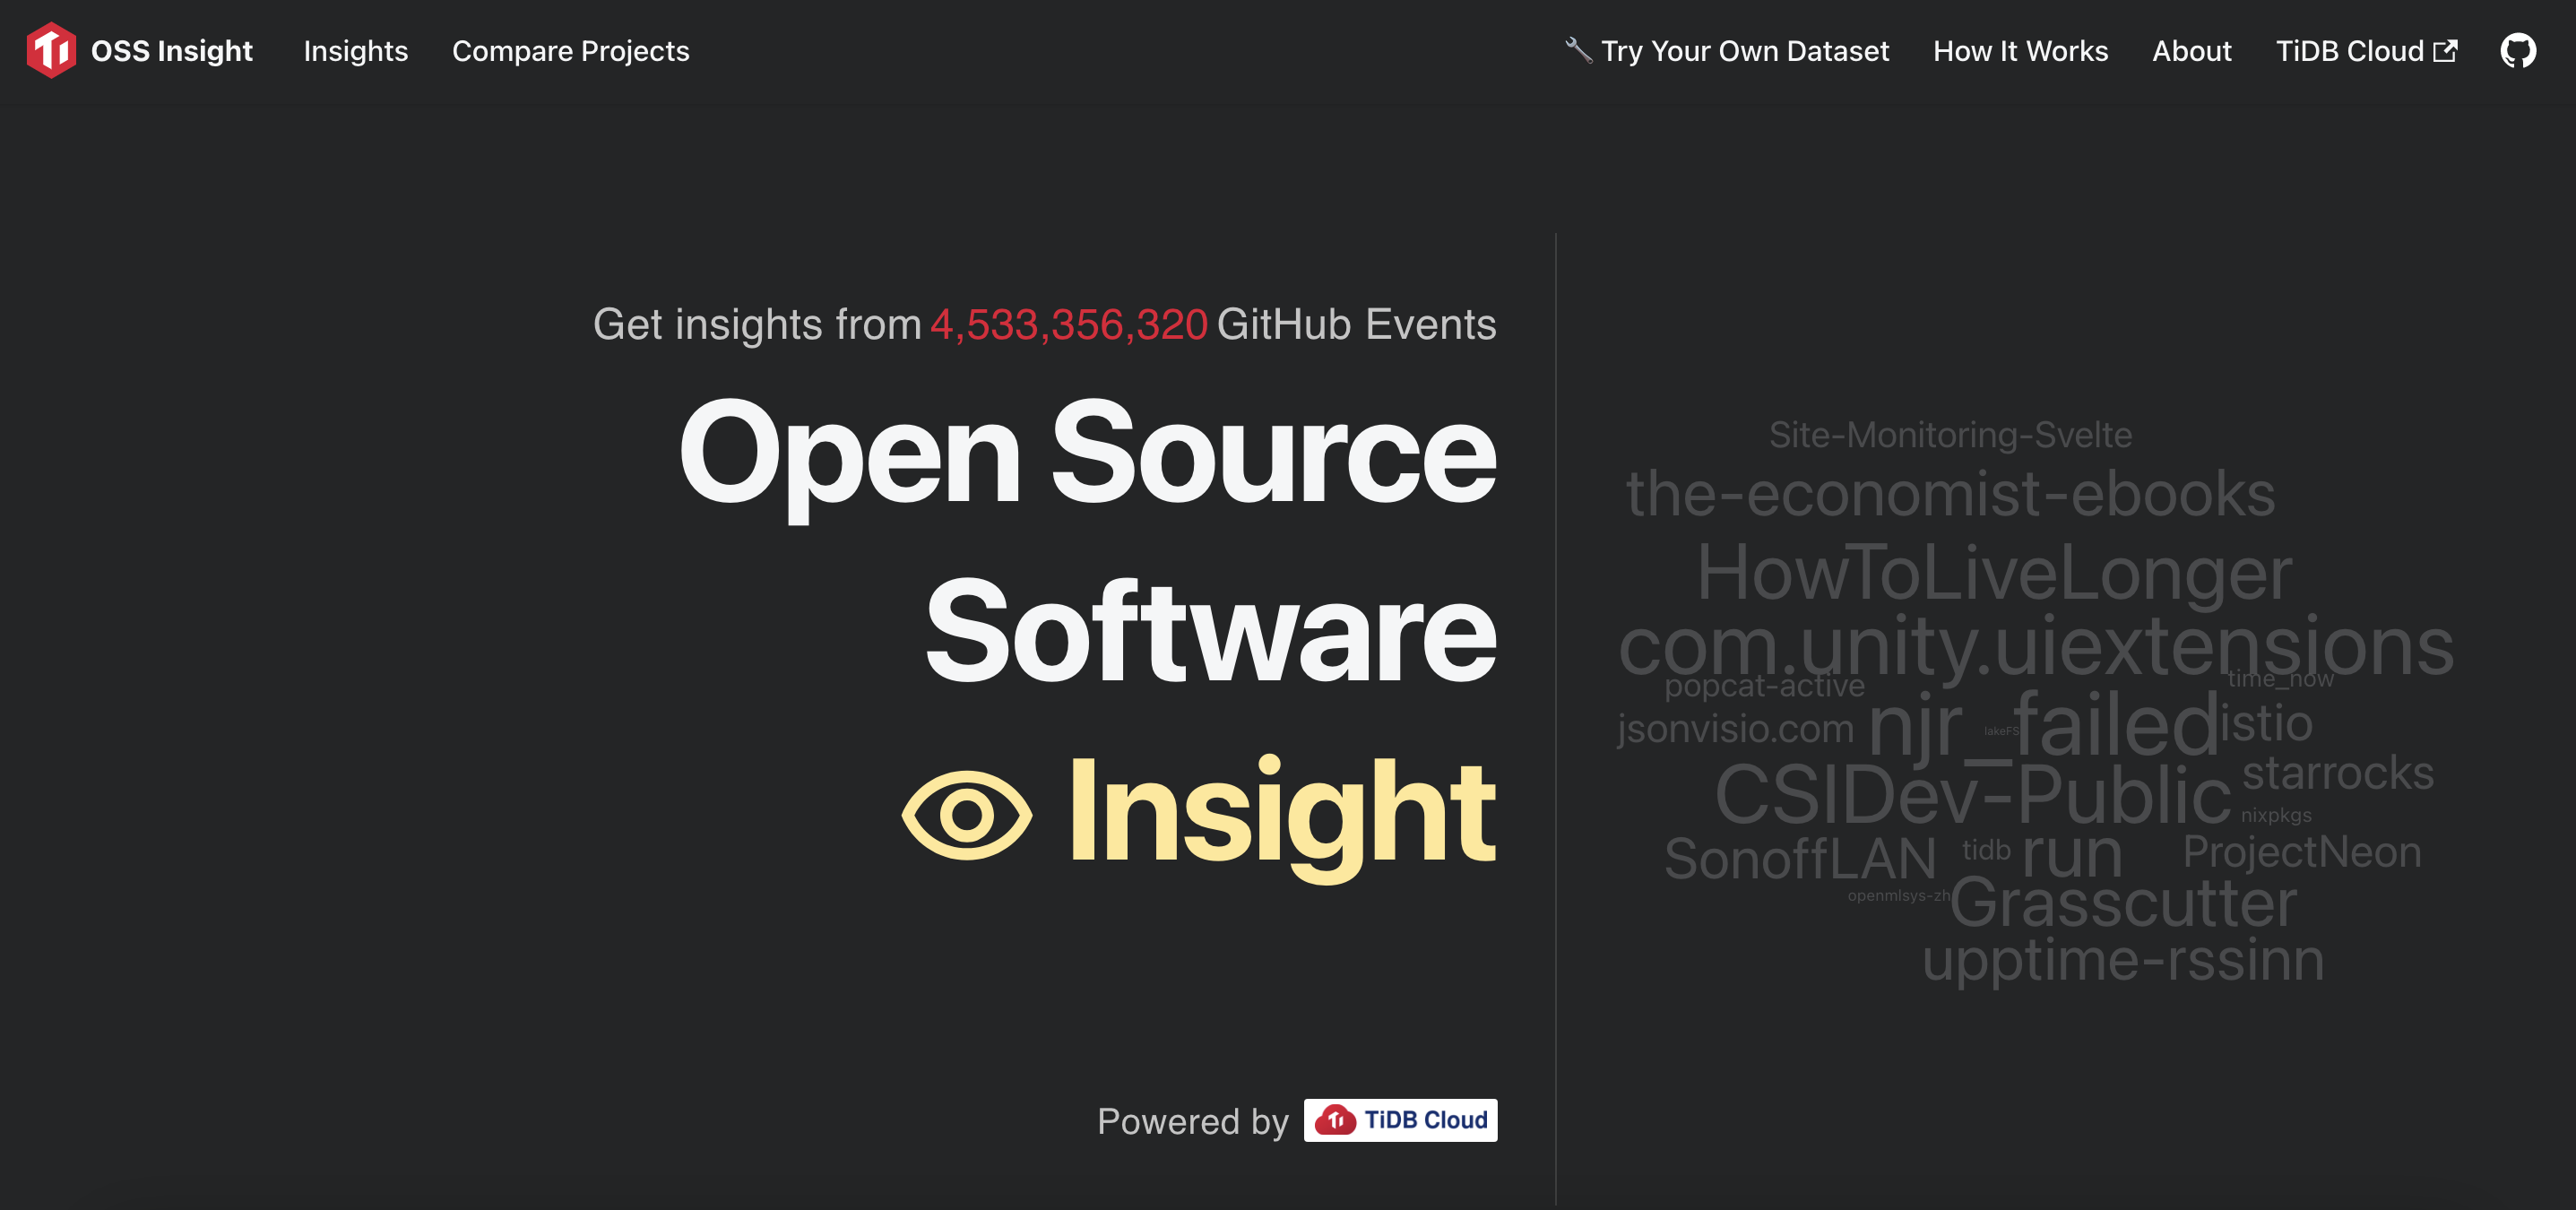 OSS Insight Insights Compare Projects 🔧 Try Your Own Dataset How It Works About TiDB Cloud
Get insights from 4,533,356,320 GitHub Events
Open Source
Software
Insight
Powered by TiDB Cloud
Site-Monitoring-Svelte
the-economist-ebooks
HowToLiveLonger
com.unity.uiextensions
popcat-active time_now
jsonvisio.com njr_failed lakeFS istio
CSIDev-Public starrocks
nixpkgs
SonoffLAN tidb run ProjectNeon
openmlsys-zh Grasscutter
upptime-rssinn